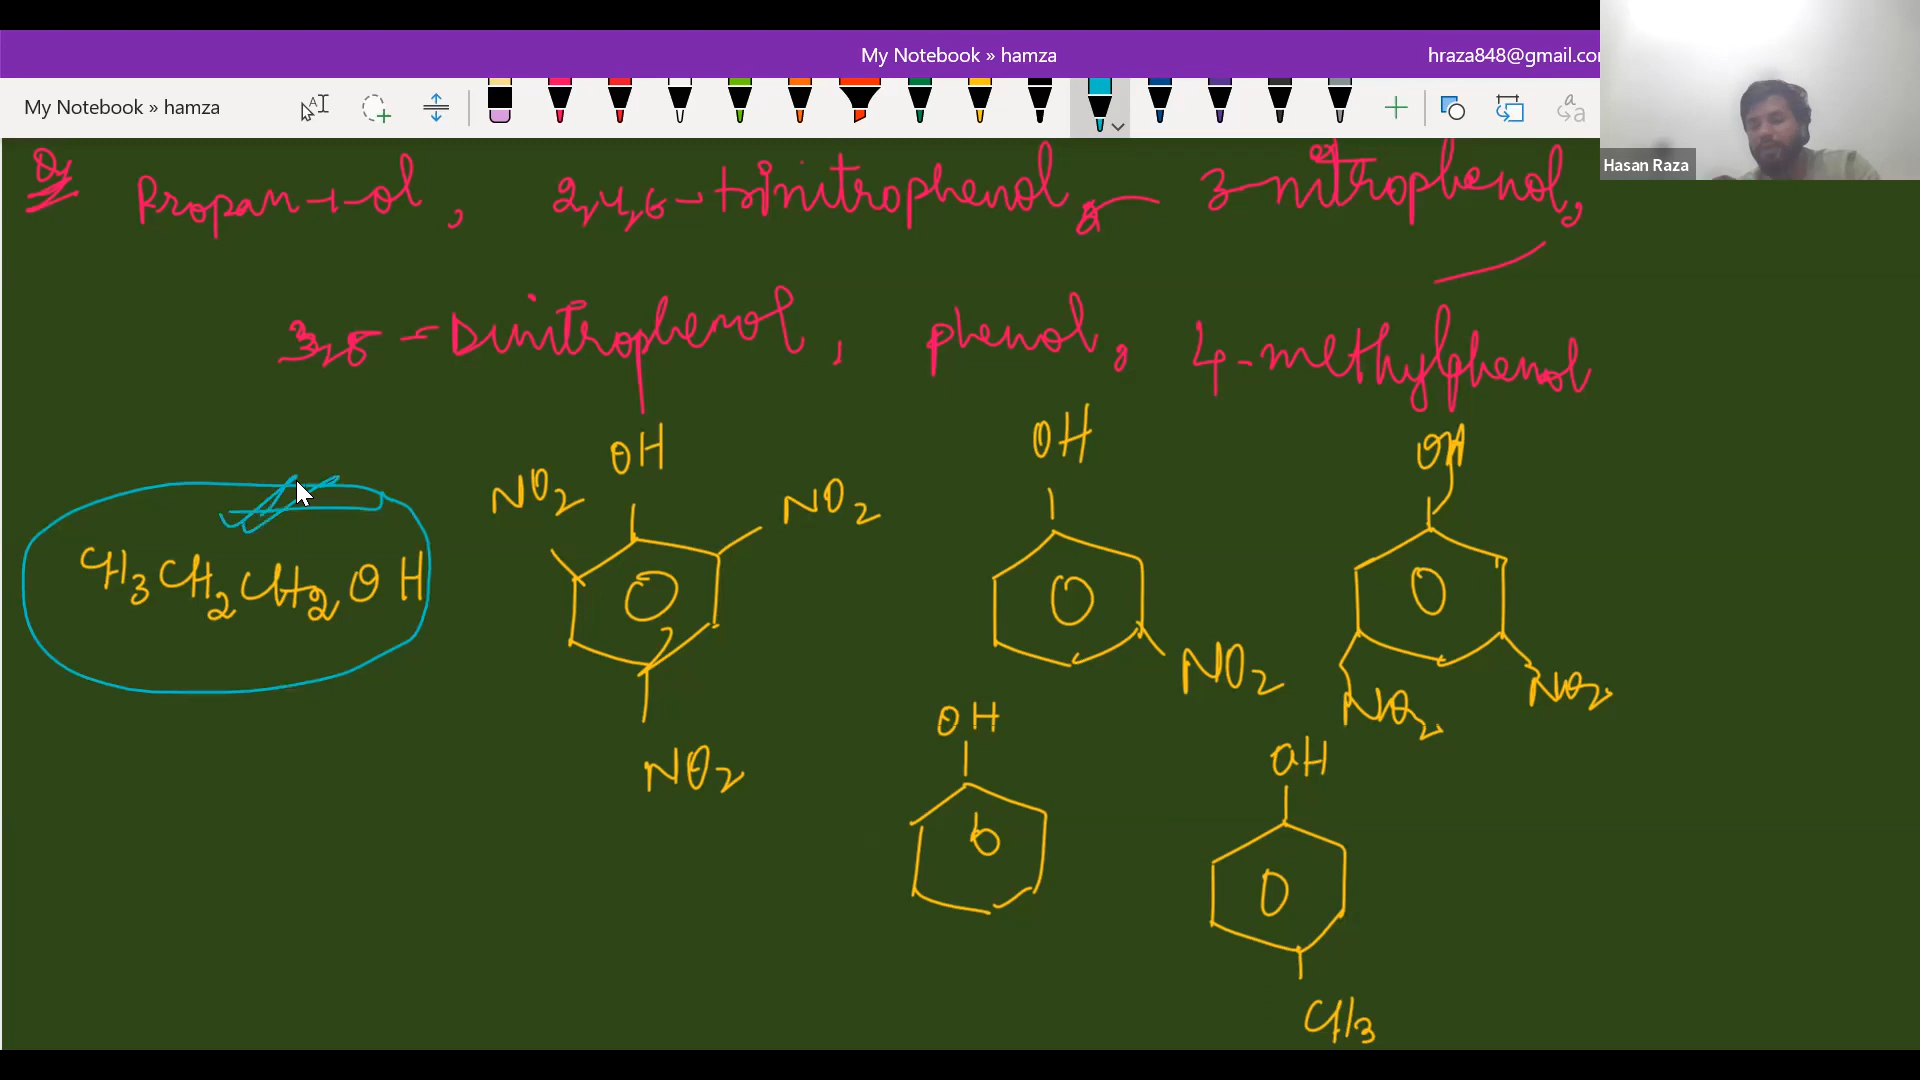 My Notebook » hamza
hraza848@gmail.co
My Notebook » hamza
Hasan Raza
Q/ Propan-1-ol, 2,4,6-trinitrophenol, 3-nitrophenol,
3,5-Dinitrophenol, phenol, 4-methylphenol
OH OH OH
NO2 NO2
CH3CH2CH2OH
NO2 NO2 NO2
OH
NO2 OH
CH3